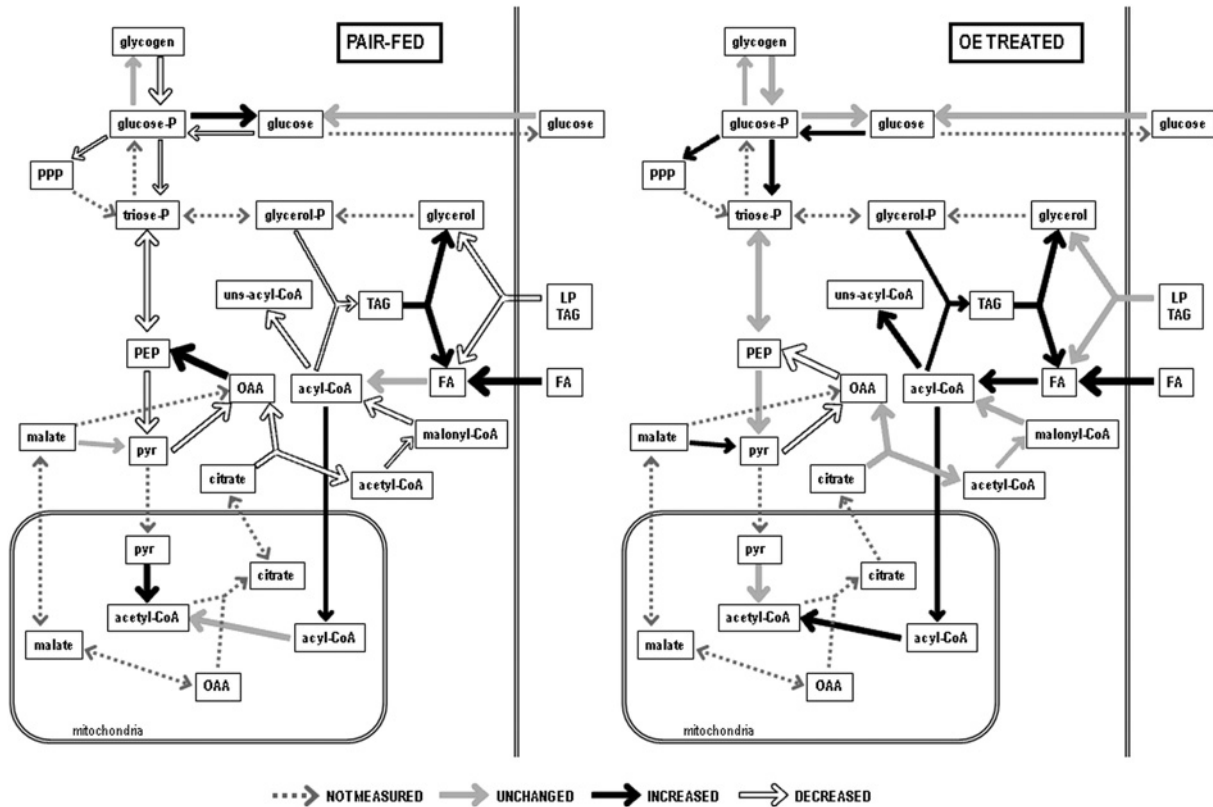 PAIR-FED
glycogen
glucose-P
glucose
glucose
PPP
triose-P
glycerol-P
glycerol
uns-acyl-CoA
TAG
LP
TAG
PEP
OAA
acyl-CoA
FA
FA
malate
pyr
malonyl-CoA
citrate
acetyl-CoA
pyr
citrate
acetyl-CoA
malate
acyl-CoA
OAA
mitochondria
OE TREATED
glycogen
glucose-P
glucose
glucose
PPP
triose-P
glycerol-P
glycerol
uns-acyl-CoA
TAG
LP
TAG
PEP
OAA
acyl-CoA
FA
FA
malate
pyr
malonyl-CoA
citrate
acetyl-CoA
pyr
citrate
acetyl-CoA
malate
acyl-CoA
OAA
mitochondria
NOT MEASURED
UNCHANGED
INCREASED
DECREASED